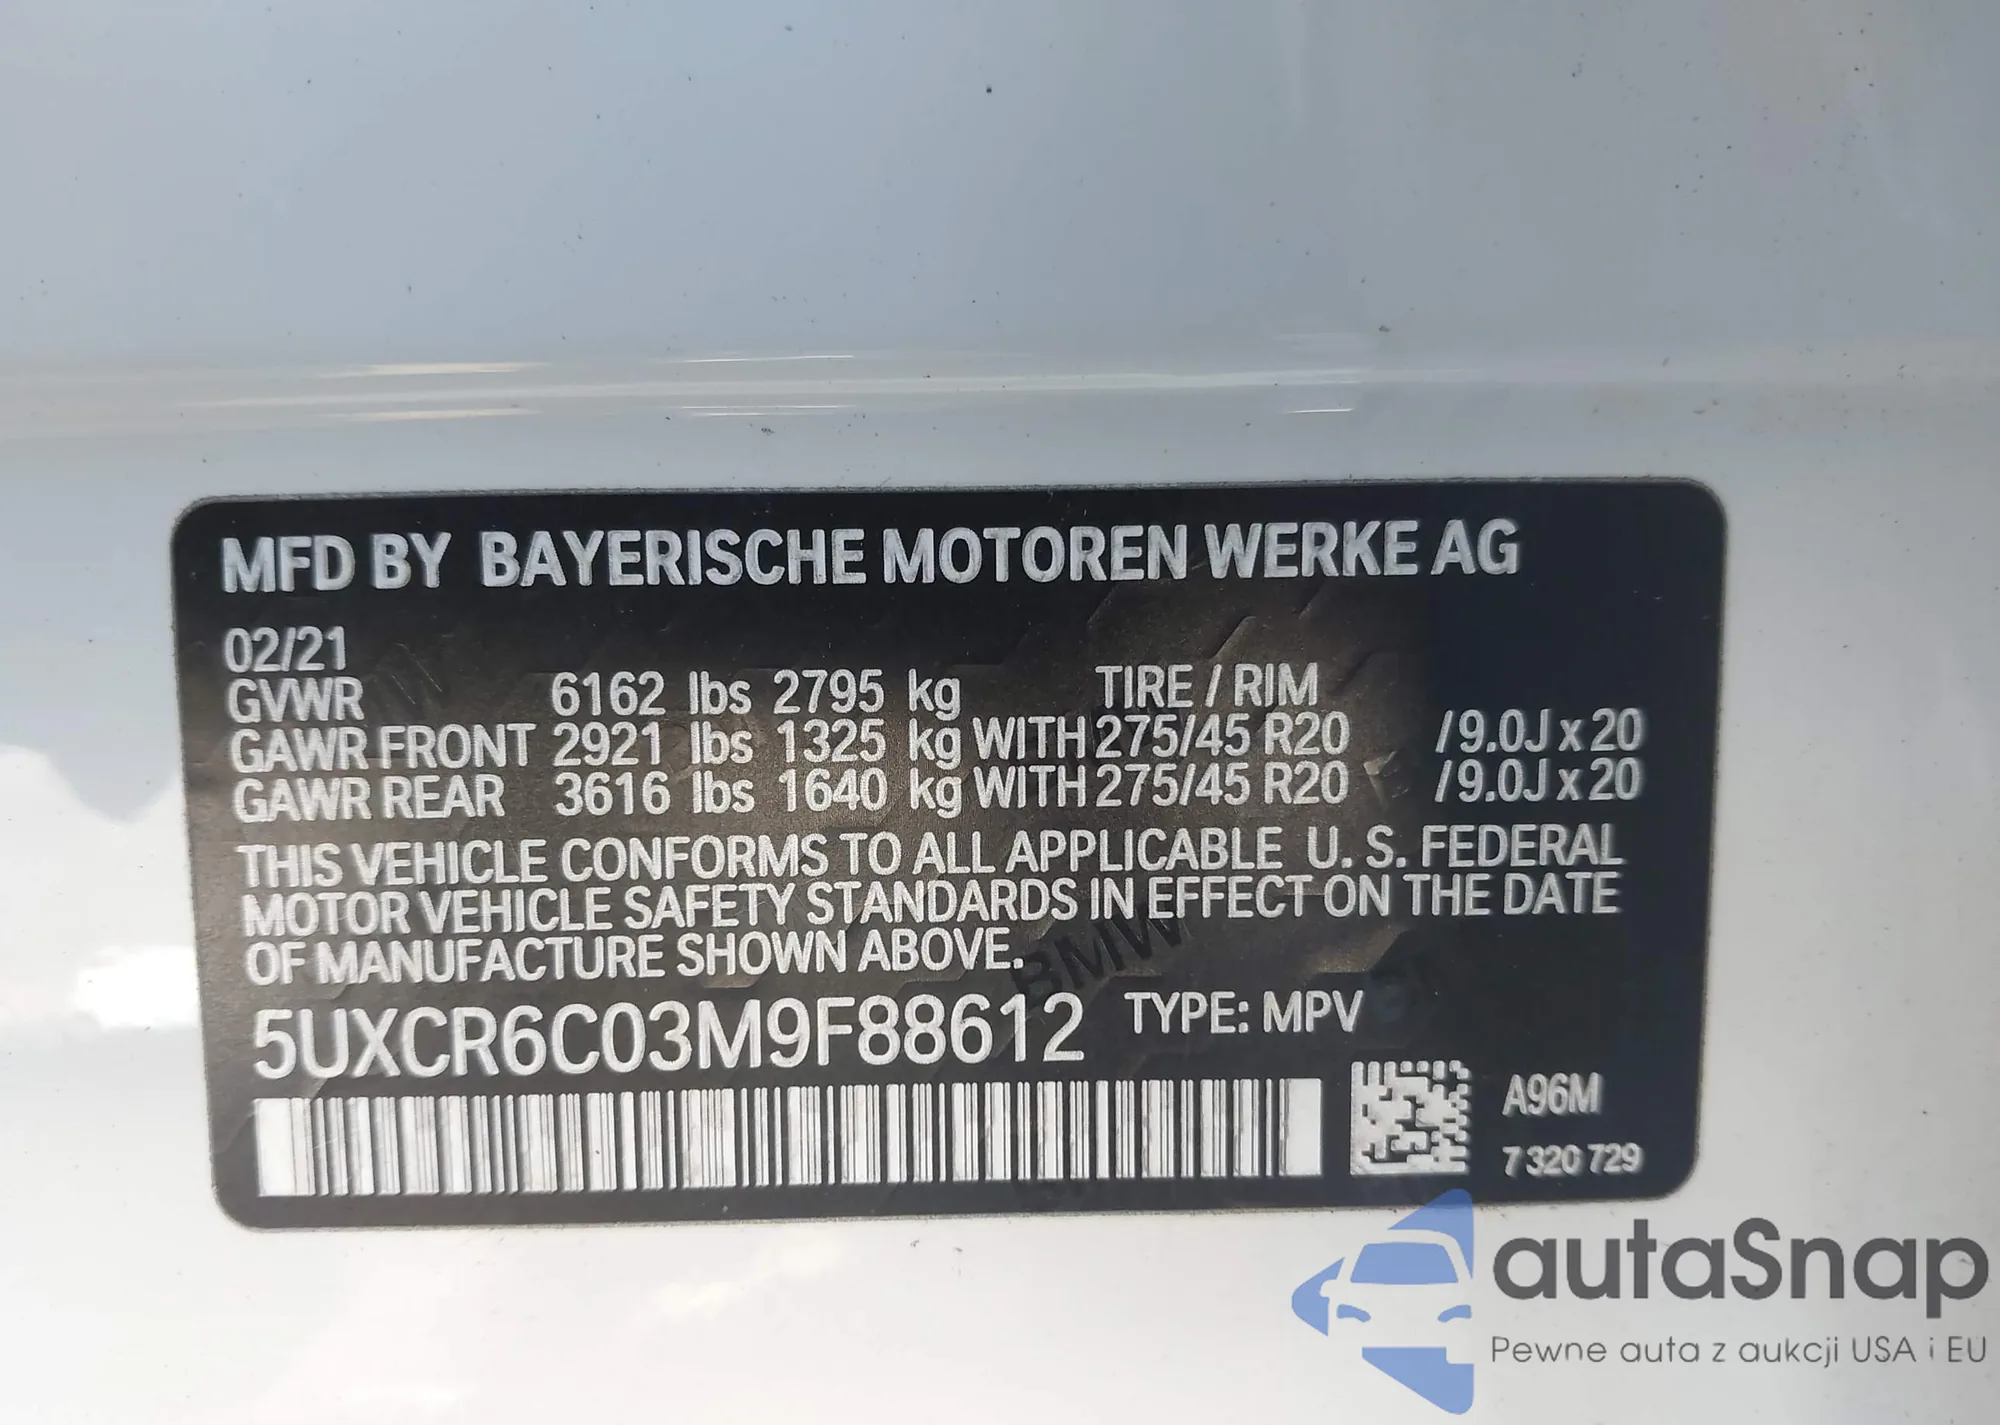 MFD BY BAYERISCHE MOTOREN WERKE AG
02/21
GVWR 6162 lbs 2795 kg TIRE / RIM
GAWR FRONT 2921 lbs 1325 kg WITH 275/45 R20 /9.0J x 20
GAWR REAR 3616 lbs 1640 kg WITH 275/45 R20 /9.0J x 20
THIS VEHICLE CONFORMS TO ALL APPLICABLE U. S. FEDERAL
MOTOR VEHICLE SAFETY STANDARDS IN EFFECT ON THE DATE
OF MANUFACTURE SHOWN ABOVE.
BMW
5UXCR6C03M9F88612 TYPE: MPV
A96M
7 320 729
autaSnap
Pewne auta z aukcji USA i EU